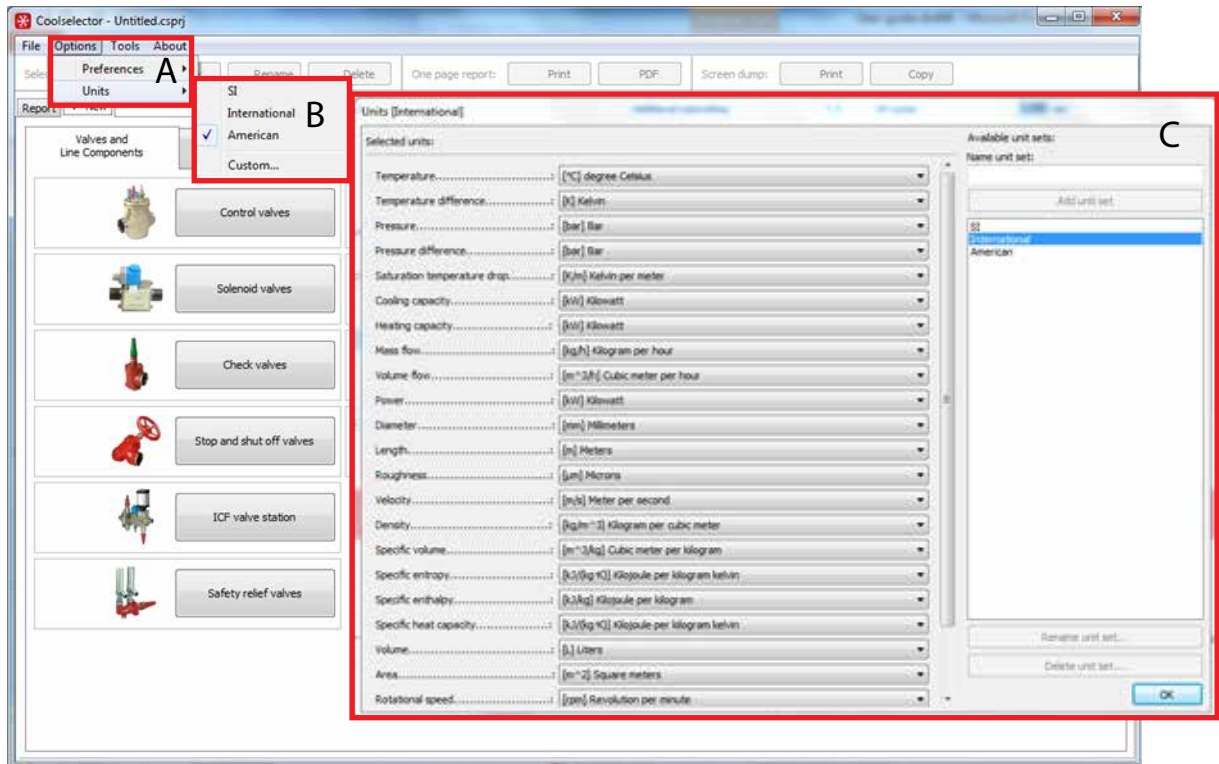 Coolselector - Untitled.csprj
File Options Tools About
Preferences
A
Units
Rename
Delete
One page report:
Print
PDF
Screen dump:
Print
Copy
SI
International
American
Custom...
B
Report
New
Valves and
Line Components
Control valves
Solenoid valves
Check valves
Stop and shut off valves
ICF valve station
Safety relief valves
Units [International]
C
Selected units:
Temperature: [°C] degree Celsius
Temperature difference: [K] Kelvin
Pressure: [bar] Bar
Pressure difference: [bar] Bar
Saturation temperature drop: [K/m] Kelvin per meter
Cooling capacity: [kW] Kilowatt
Heating capacity: [kW] Kilowatt
Mass flow: [kg/h] Kilogram per hour
Volume flow: [m^3/h] Cubic meter per hour
Power: [kW] Kilowatt
Diameter: [mm] Millimeters
Length: [m] Meters
Roughness: [µm] Microns
Velocity: [m/s] Meter per second
Density: [kg/m^3] Kilogram per cubic meter
Specific volume: [m^3/kg] Cubic meter per kilogram
Specific entropy: [kJ/(kg·K)] Kilojoule per kilogram kelvin
Specific enthalpy: [kJ/kg] Kilojoule per kilogram
Specific heat capacity: [kJ/(kg·K)] Kilojoule per kilogram kelvin
Volume: [L] Liters
Area: [m^2] Square meters
Rotational speed: [rpm] Revolution per minute
Available unit sets:
Name unit set:
Add unit set
SI
International
American
Rename unit set...
Delete unit set...
OK